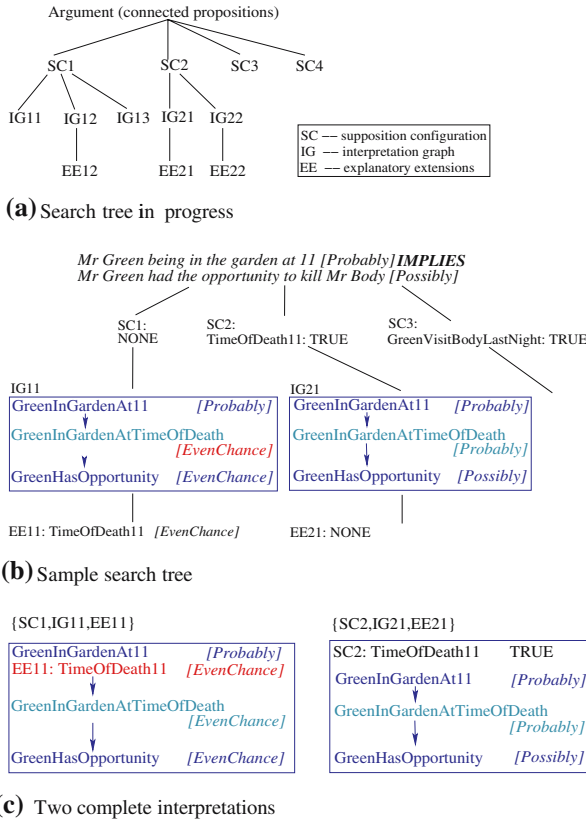 Argument (connected propositions)
SC1 SC2 SC3 SC4
IG11 IG12 IG13 IG21 IG22
EE12 EE21 EE22
SC −− supposition configuration
IG −− interpretation graph
EE −− explanatory extensions
(a) Search tree in progress
Mr Green being in the garden at 11 [Probably] IMPLIES
Mr Green had the opportunity to kill Mr Body [Possibly]
SC1:
NONE
SC2:
TimeOfDeath11: TRUE
SC3:
GreenVisitBodyLastNight: TRUE
IG11
GreenInGardenAt11 [Probably]
GreenInGardenAtTimeOfDeath
[EvenChance]
GreenHasOpportunity [EvenChance]
EE11: TimeOfDeath11 [EvenChance]
IG21
GreenInGardenAt11 [Probably]
GreenInGardenAtTimeOfDeath
[Probably]
GreenHasOpportunity [Possibly]
EE21: NONE
(b) Sample search tree
{SC1,IG11,EE11}
GreenInGardenAt11 [Probably]
EE11: TimeOfDeath11 [EvenChance]
GreenInGardenAtTimeOfDeath
[EvenChance]
GreenHasOpportunity [EvenChance]
{SC2,IG21,EE21}
SC2: TimeOfDeath11 TRUE
GreenInGardenAt11 [Probably]
GreenInGardenAtTimeOfDeath
[Probably]
GreenHasOpportunity [Possibly]
(c) Two complete interpretations